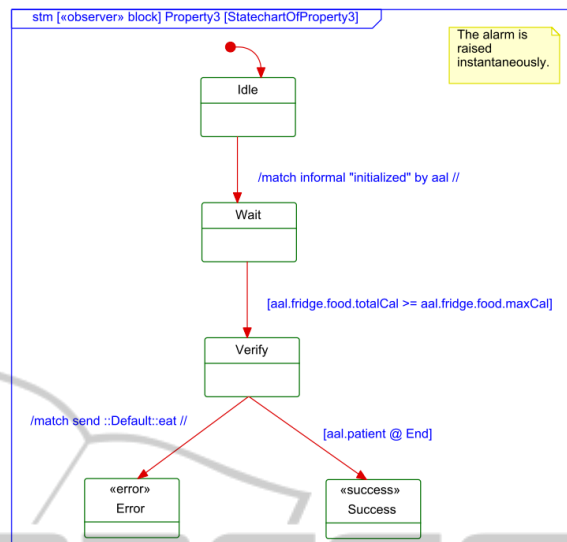 stm [«observer» block] Property3 [StatechartOfProperty3]
The alarm is
raised
instantaneously.
Idle
/match informal "initialized" by aal //
Wait
[aal.fridge.food.totalCal >= aal.fridge.food.maxCal]
Verify
/match send ::Default::eat //
[aal.patient @ End]
«error»
Error
«success»
Success